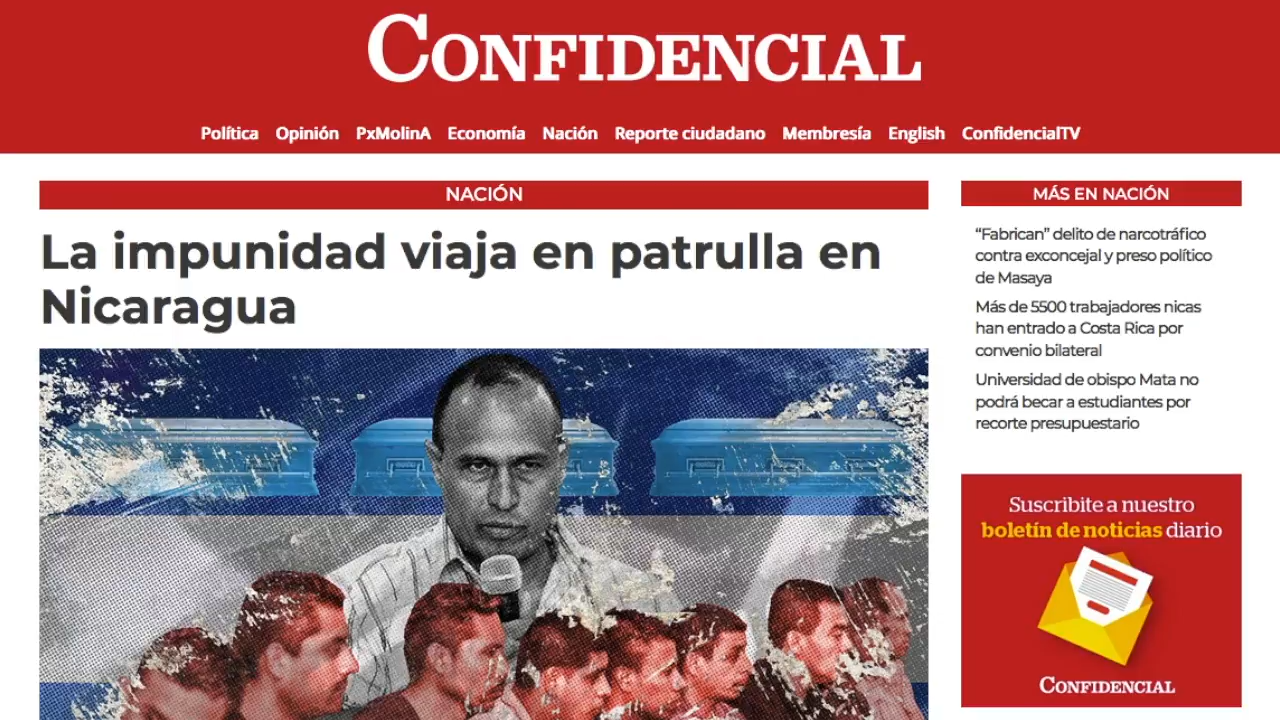 CONFIDENCIAL
Política Opinión PxMolinA Economía Nación Reporte ciudadano Membresía English ConfidencialTV
NACIÓN
La impunidad viaja en patrulla en
Nicaragua
MÁS EN NACIÓN
“Fabrican” delito de narcotráfico
contra exconcejal y preso político
de Masaya
Más de 5500 trabajadores nicas
han entrado a Costa Rica por
convenio bilateral
Universidad de obispo Mata no
podrá becar a estudiantes por
recorte presupuestario
Suscribite a nuestro
boletín de noticias diario
CONFIDENCIAL